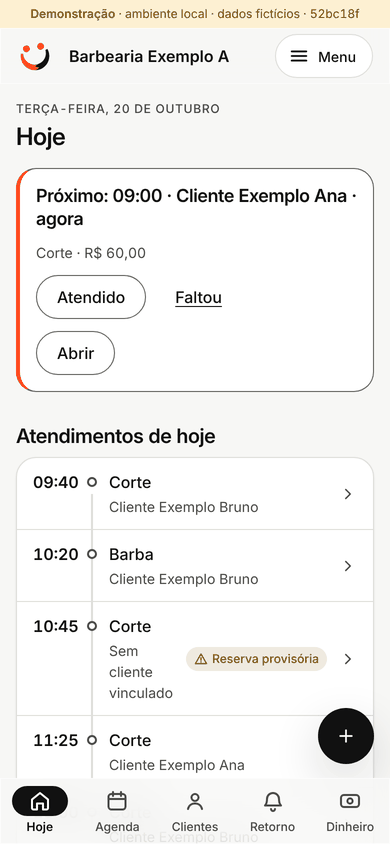 Demonstração · ambiente local · dados fictícios · 52bc18f
Barbearia Exemplo A
Menu
TERÇA-FEIRA, 20 DE OUTUBRO
Hoje
Próximo: 09:00 · Cliente Exemplo Ana ·
agora
Corte · R$ 60,00
Atendido
Faltou
Abrir
Atendimentos de hoje
09:40 Corte
Cliente Exemplo Bruno
10:20 Barba
Cliente Exemplo Bruno
10:45 Corte
Sem
cliente
vinculado
Reserva provisória
11:25 Corte
Cliente Exemplo Ana
Cliente Exemplo Bruno
Hoje
Agenda
Clientes
Retorno
Dinheiro